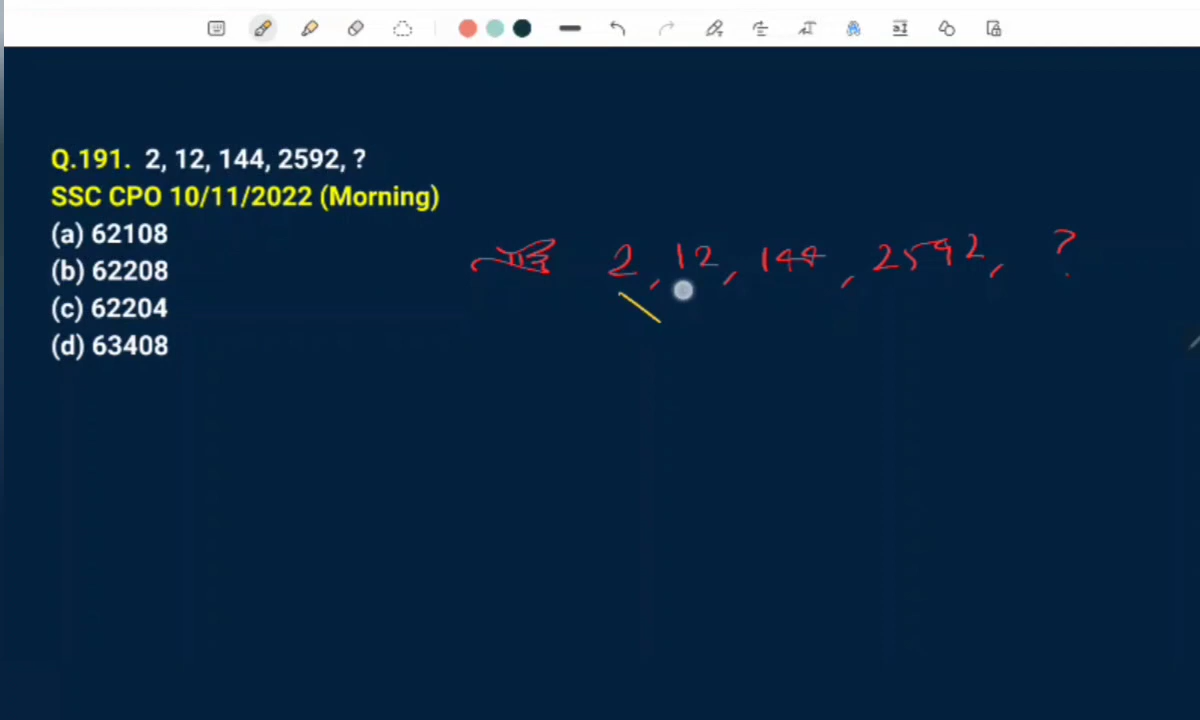 Q.191. 2, 12, 144, 2592, ?
SSC CPO 10/11/2022 (Morning)
(a) 62108
(b) 62208
(c) 62204
(d) 63408
2, 12, 144, 2592, ?